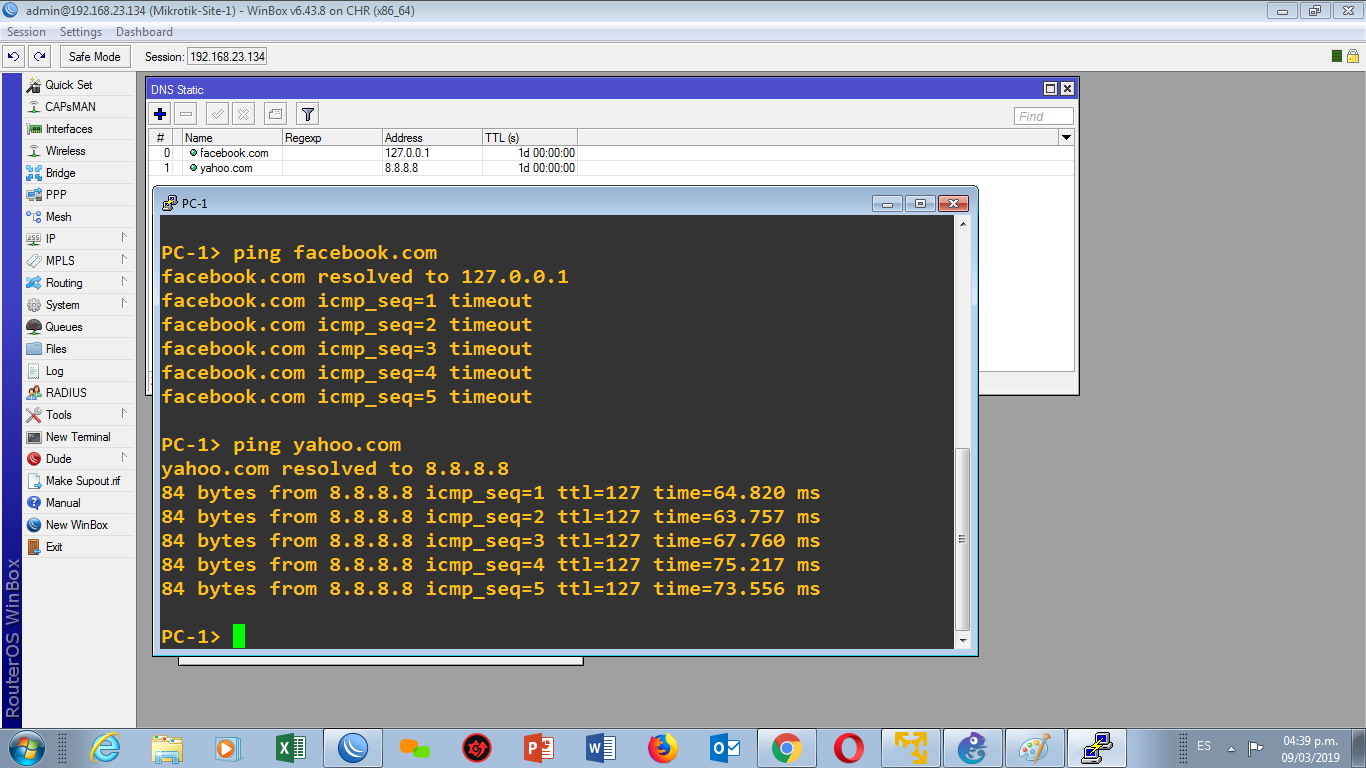 admin@192.168.23.134 (Mikrotik-Site-1) - WinBox v6.43.8 on CHR (x86_64)
Session Settings Dashboard
Safe Mode Session: 192.168.23.134
Quick Set
CAPsMAN
Interfaces
Wireless
Bridge
PPP
Mesh
IP
MPLS
Routing
System
Queues
Files
Log
RADIUS
Tools
New Terminal
Dude
Make Supout.rif
Manual
New WinBox
Exit
RouterOS WinBox
DNS Static
Find
# Name Regexp Address TTL (s)
0 facebook.com 127.0.0.1 1d 00:00:00
1 yahoo.com 8.8.8.8 1d 00:00:00
PC-1
PC-1> ping facebook.com
facebook.com resolved to 127.0.0.1
facebook.com icmp_seq=1 timeout
facebook.com icmp_seq=2 timeout
facebook.com icmp_seq=3 timeout
facebook.com icmp_seq=4 timeout
facebook.com icmp_seq=5 timeout
PC-1> ping yahoo.com
yahoo.com resolved to 8.8.8.8
84 bytes from 8.8.8.8 icmp_seq=1 ttl=127 time=64.820 ms
84 bytes from 8.8.8.8 icmp_seq=2 ttl=127 time=63.757 ms
84 bytes from 8.8.8.8 icmp_seq=3 ttl=127 time=67.760 ms
84 bytes from 8.8.8.8 icmp_seq=4 ttl=127 time=75.217 ms
84 bytes from 8.8.8.8 icmp_seq=5 ttl=127 time=73.556 ms
PC-1>
ES
04:39 p.m.
09/03/2019